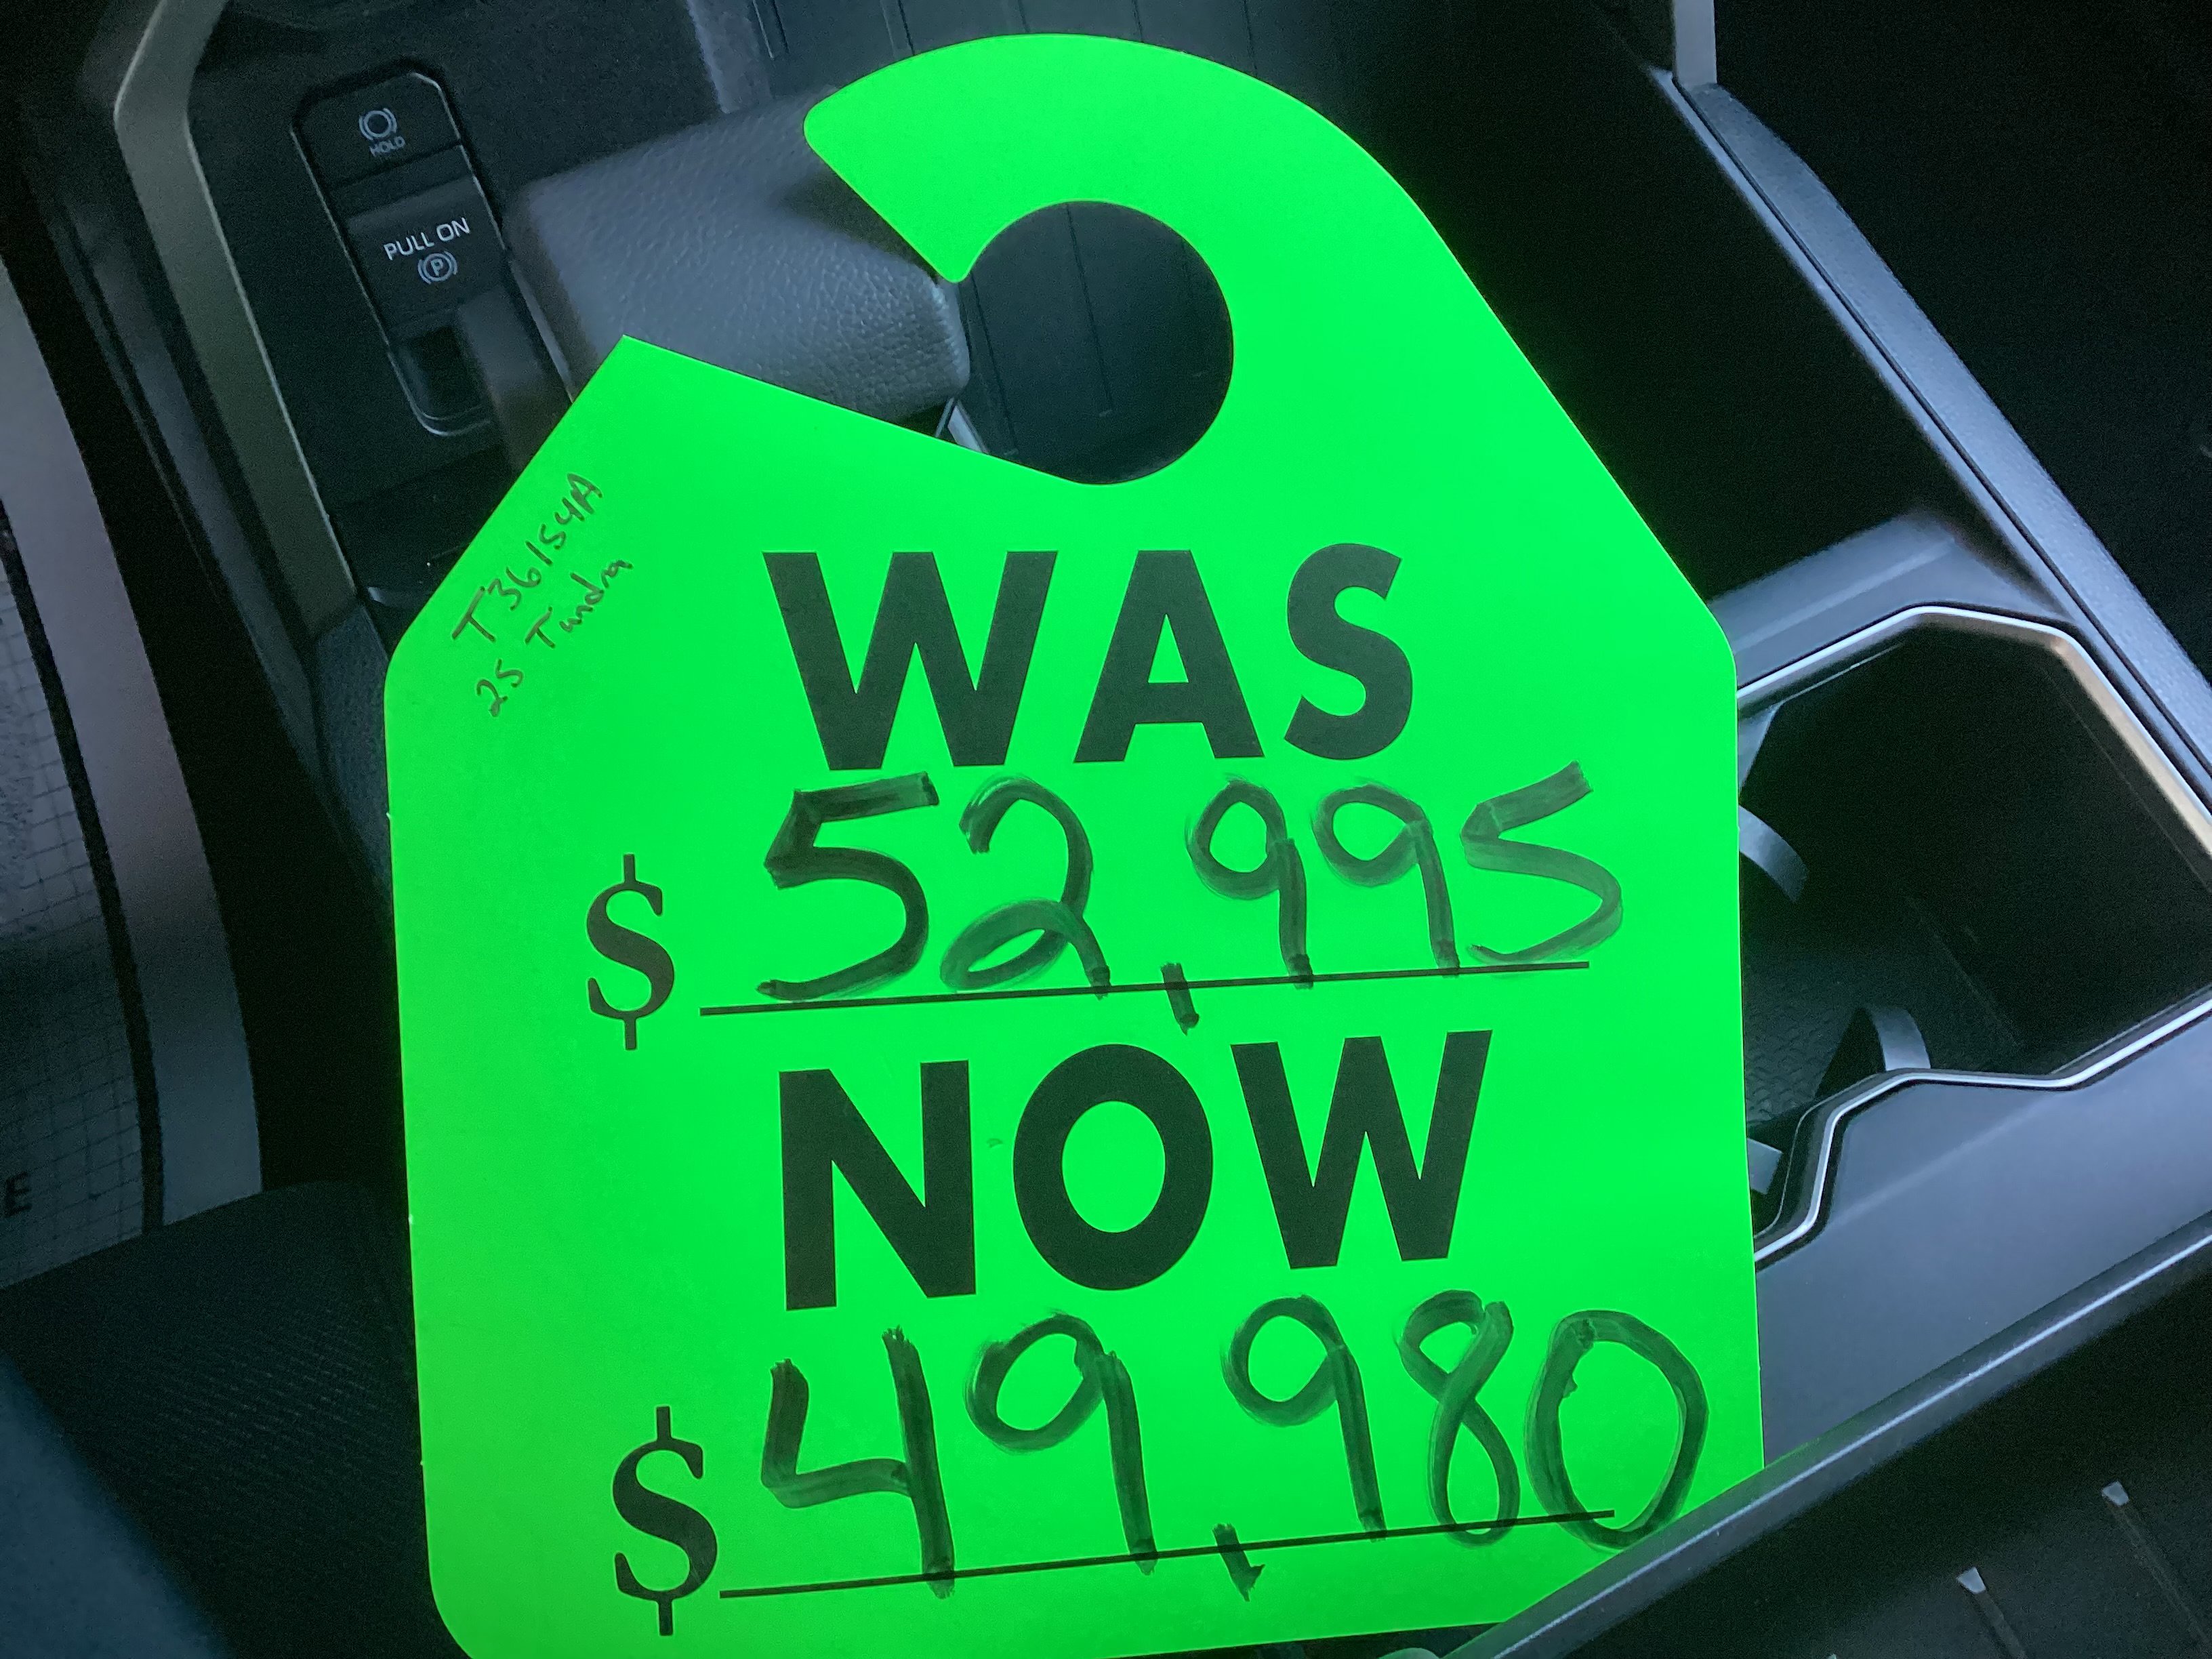 HOLD
PULL ON
P
T36154A
25 Tundra
WAS
$ 52,995
NOW
$ 49,980
E